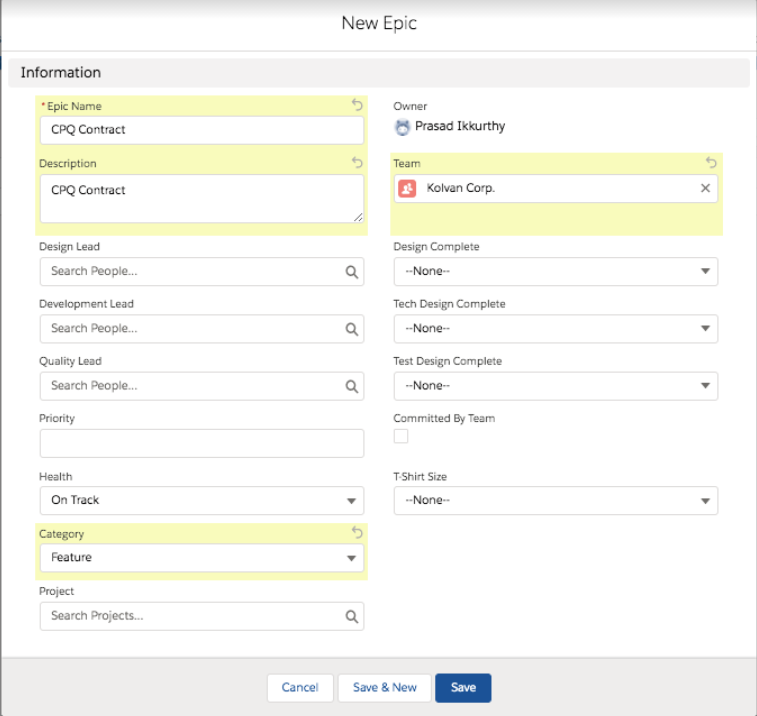 New Epic
Information
*Epic Name
CPQ Contract
Owner
Prasad Ikkurthy
Description
CPQ Contract
Team
Kolvan Corp.
Design Lead
Search People...
Design Complete
--None--
Development Lead
Search People...
Tech Design Complete
--None--
Quality Lead
Search People...
Test Design Complete
--None--
Priority
Committed By Team
Health
On Track
T-Shirt Size
--None--
Category
Feature
Project
Search Projects...
Cancel
Save & New
Save